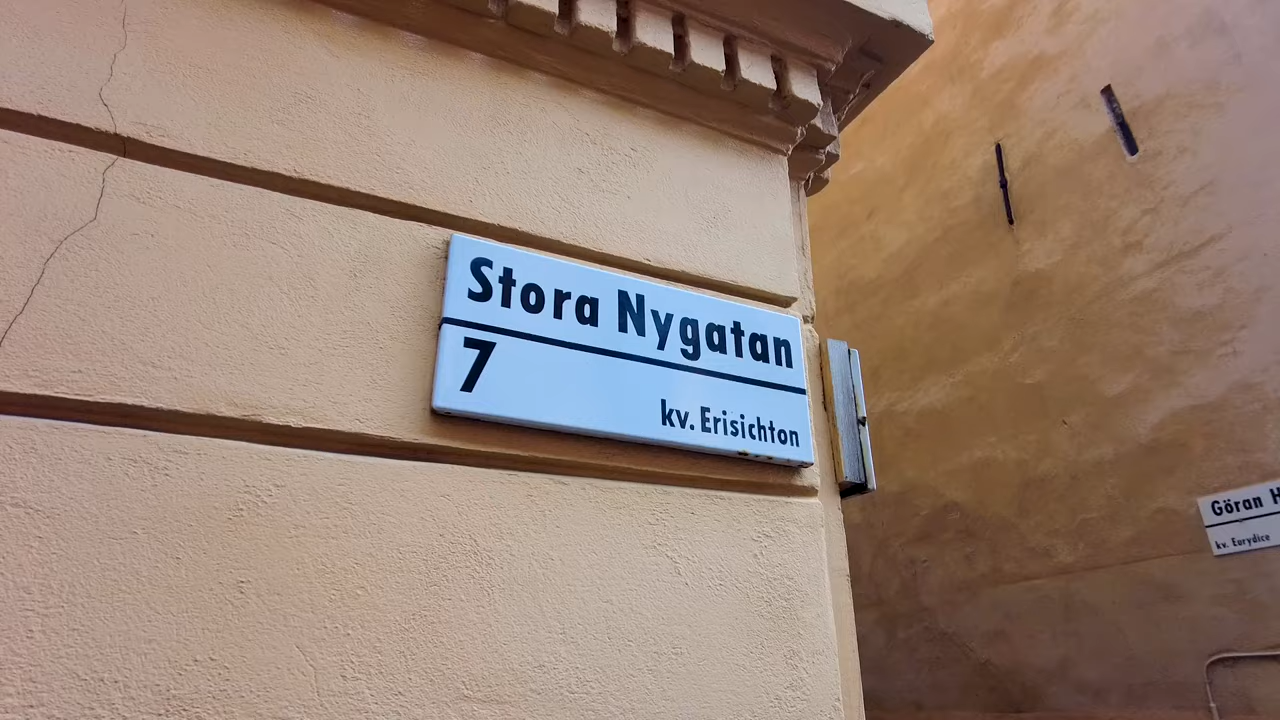 Stora Nygatan
7
kv. Erisichton
Göran
kv. Eurydice